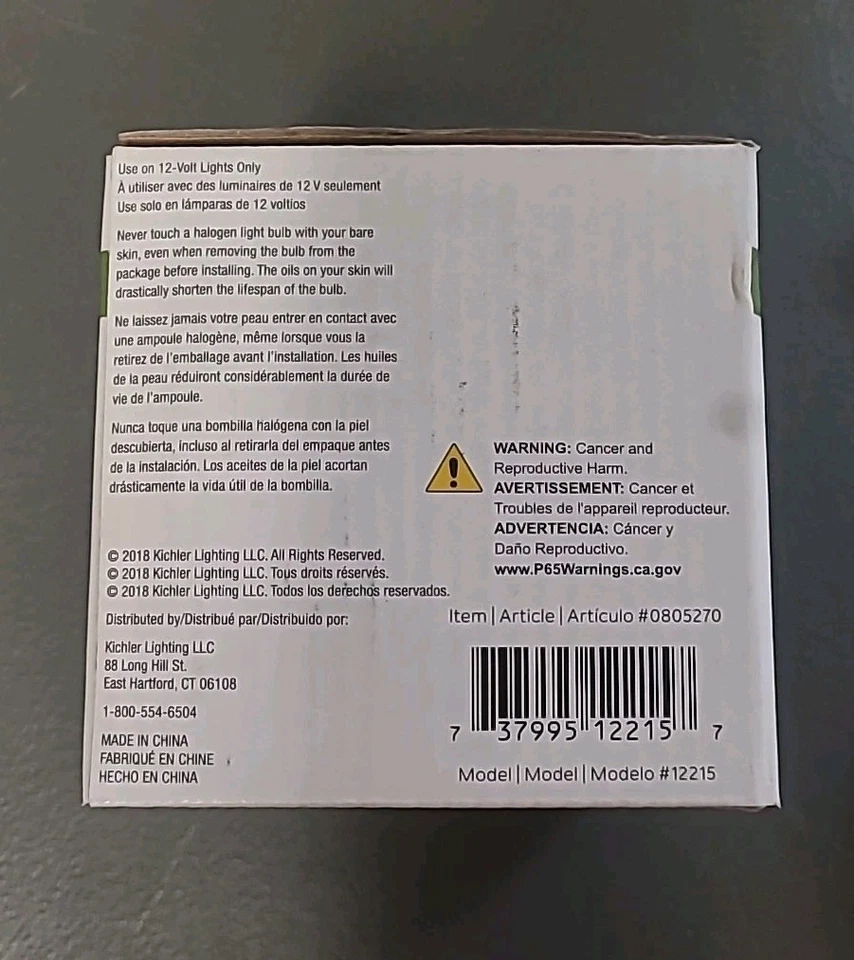 Use on 12-Volt Lights Only
À utiliser avec des luminaires de 12 V seulement
Use solo en lámparas de 12 voltios
Never touch a halogen light bulb with your bare
skin, even when removing the bulb from the
package before installing. The oils on your skin will
drastically shorten the lifespan of the bulb.
Ne laissez jamais votre peau entrer en contact avec
une ampoule halogène, même lorsque vous la
retirez de l'emballage avant l'installation. Les huiles
de la peau réduiront considérablement la durée de
vie de l'ampoule.
Nunca toque una bombilla halógena con la piel
descubierta, incluso al retirarla del empaque antes
de la instalación. Los aceites de la piel acortan
drásticamente la vida útil de la bombilla.
WARNING: Cancer and
Reproductive Harm.
AVERTISSEMENT: Cancer et
Troubles de l'appareil reproducteur.
ADVERTENCIA: Cáncer y
Daño Reproductivo.
www.P65Warnings.ca.gov
© 2018 Kichler Lighting LLC. All Rights Reserved.
© 2018 Kichler Lighting LLC. Tous droits réservés.
© 2018 Kichler Lighting LLC. Todos los derechos reservados.
Distribured by/Distribué par/Distribuido por:
Kichler Lighting LLC
88 Long Hill St.
East Hartford, CT 06108
1-800-554-6504
MADE IN CHINA
FABRIQUÉ EN CHINE
HECHO EN CHINA
Item | Article | Artículo #0805270
7 37995 12215 7
Model | Model | Modelo #12215